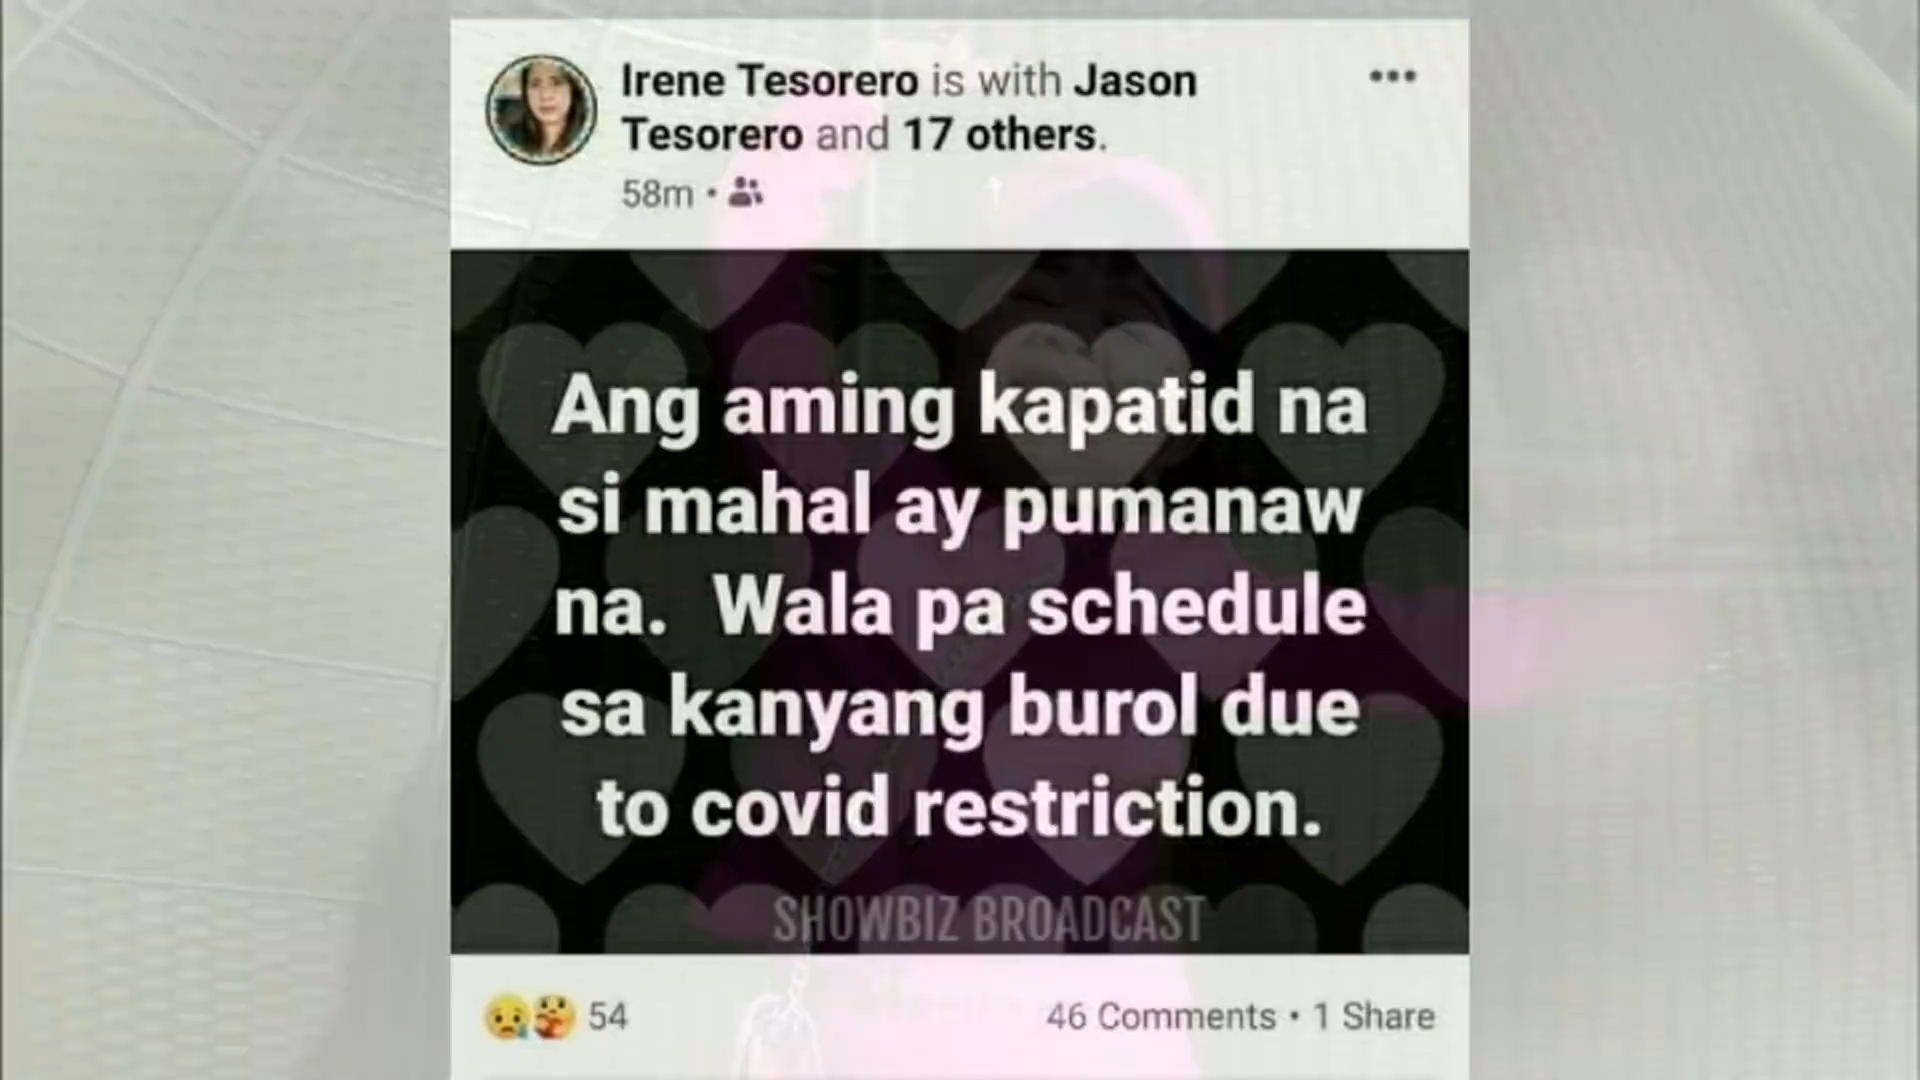 Irene Tesorero is with Jason
Tesorero and 17 others.
58m •
Ang aming kapatid na
si mahal ay pumanaw
na. Wala pa schedule
sa kanyang burol due
to covid restriction.
SHOWBIZ BROADCAST
54
46 Comments • 1 Share